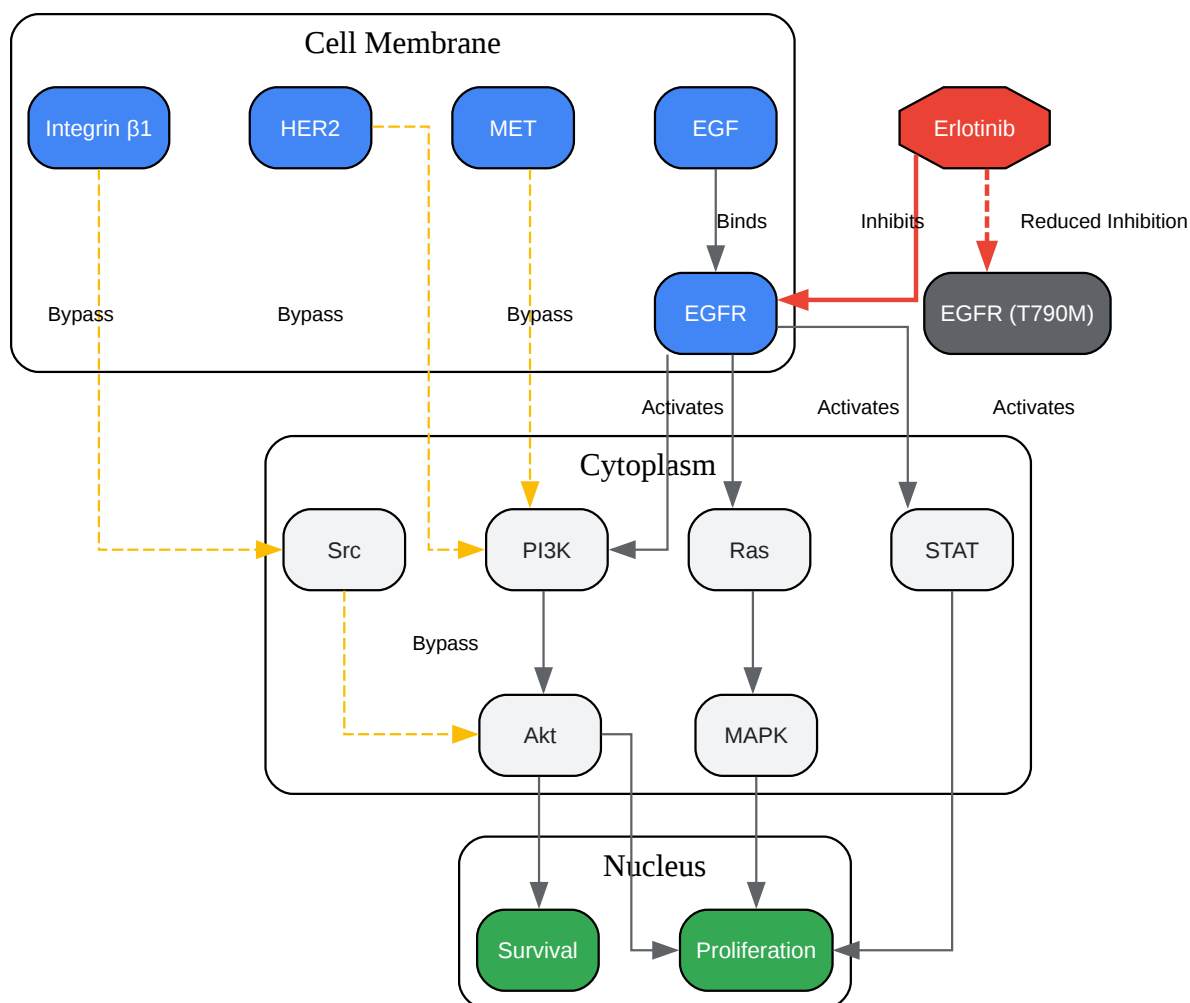 Cell Membrane
Integrin β1
HER2
MET
EGF
Erlotinib
Binds
Inhibits
Reduced Inhibition
Bypass
Bypass
Bypass
EGFR
EGFR (T790M)
Activates
Activates
Activates
Cytoplasm
Src
PI3K
Ras
STAT
Bypass
Akt
MAPK
Nucleus
Survival
Proliferation